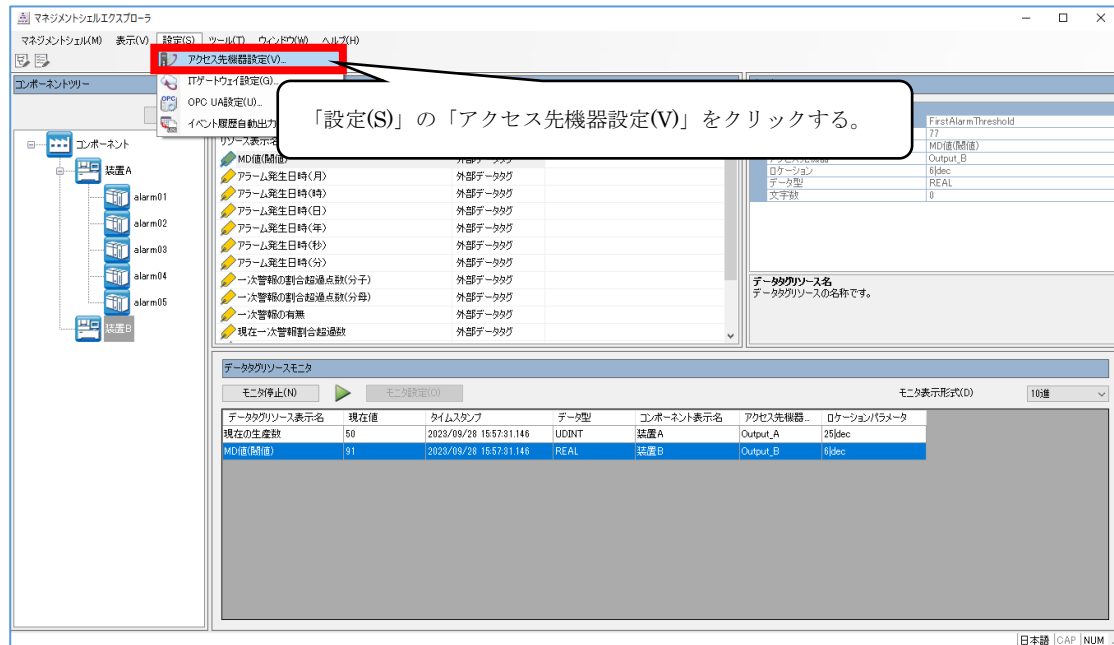 マネジメントシェルエクスプローラ
マネジメントシェル(M) 表示(V) 設定(S) ツール(T) ウィンドウ(W) ヘルプ(H)
アクセス先機器設定(V)...
ITゲートウェイ設定(G)...
OPC UA設定(U)...
イベント履歴自動出力
「設定(S)」の「アクセス先機器設定(V)」をクリックする。
コンポーネントツリー
コンポーネント
装置A
alarm01
alarm02
alarm03
alarm04
alarm05
装置B
MD値(閾値) 外部データタグ
アラーム発生日時(月) 外部データタグ
アラーム発生日時(時) 外部データタグ
アラーム発生日時(日) 外部データタグ
アラーム発生日時(年) 外部データタグ
アラーム発生日時(秒) 外部データタグ
アラーム発生日時(分) 外部データタグ
一次警報の割合超過点数(分子) 外部データタグ
一次警報の割合超過点数(分母) 外部データタグ
一次警報の有無 外部データタグ
現在一次警報割合超過数 外部データタグ
FirstAlarmThreshold
77
MD値(閾値)
Output_B
ロケーション 6|dec
データ型 REAL
文字数 0
データタグリソース名
データタグリソースの名称です。
データタグリソースモニタ
モニタ停止(N) モニタ設定(O) モニタ表示形式(D) 10進
データタグリソース表示名 現在値 タイムスタンプ データ型 コンポーネント表示名 アクセス先機器... ロケーションパラメータ
現在の生産数 50 2023/09/28 15:57:31.146 UDINT 装置A Output_A 25|dec
MD値(閾値) 91 2023/09/28 15:57:31.146 REAL 装置B Output_B 6|dec
日本語 CAP NUM